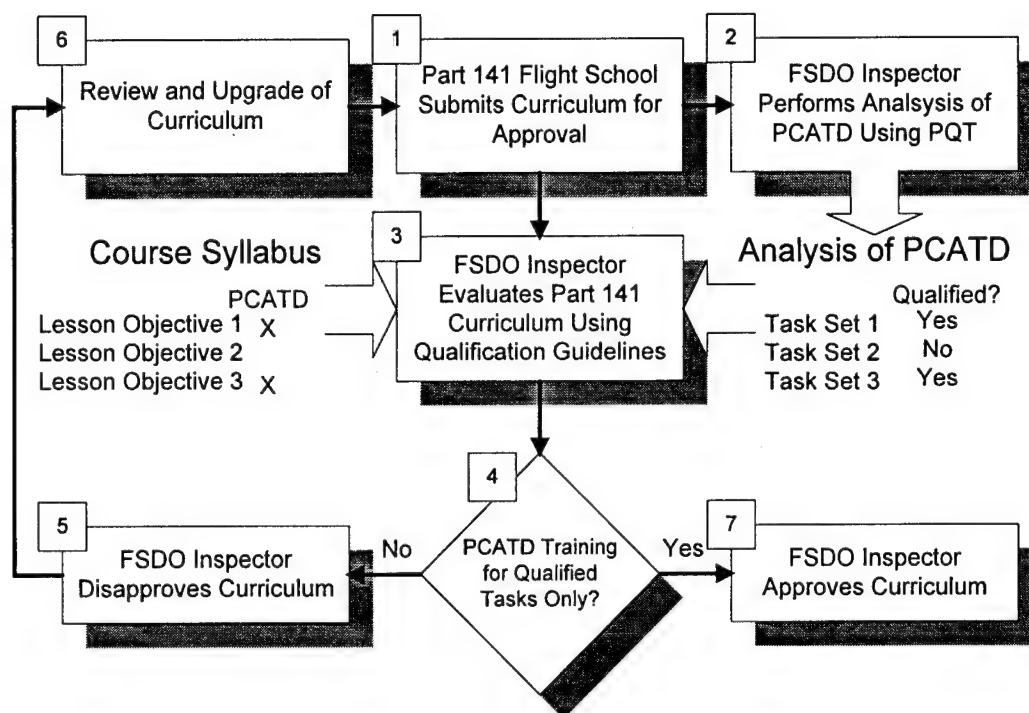 6
Review and Upgrade of
Curriculum
1
Part 141 Flight School
Submits Curriculum for
Approval
2
FSDO Inspector
Performs Analsysis of
PCATD Using PQT
Course Syllabus
PCATD
Lesson Objective 1 X
Lesson Objective 2
Lesson Objective 3 X
3
FSDO Inspector
Evaluates Part 141
Curriculum Using
Qualification Guidelines
Analysis of PCATD
Qualified?
Task Set 1 Yes
Task Set 2 No
Task Set 3 Yes
4
PCATD Training
for Qualified
Tasks Only?
No
Yes
5
FSDO Inspector
Disapproves Curriculum
7
FSDO Inspector
Approves Curriculum